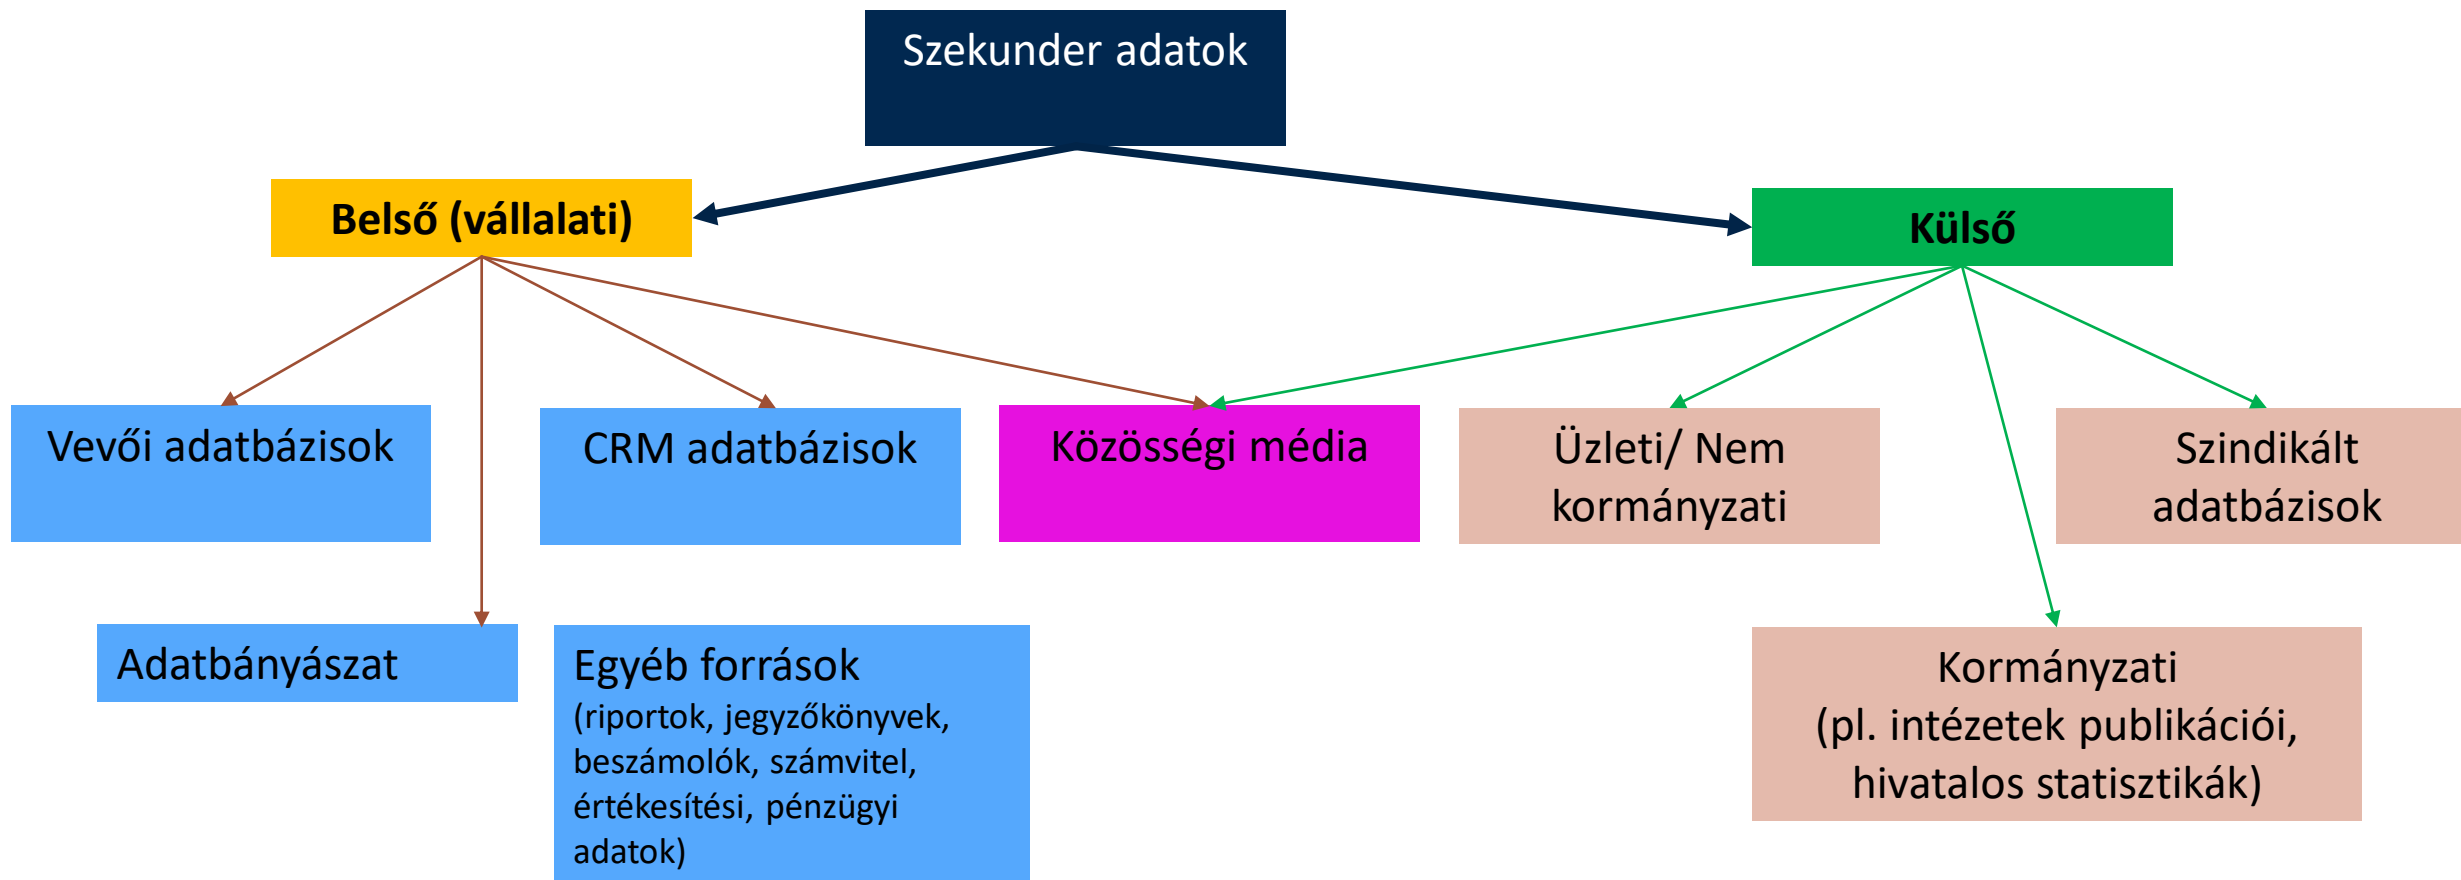 Szekunder adatok
Belső (vállalati)
Külső
Vevői adatbázisok
CRM adatbázisok
Közösségi média
Üzleti/ Nem
kormányzati
Szindikált
adatbázisok
Adatbányászat
Egyéb források
(riportok, jegyzőkönyvek,
beszámolók, számvitel,
értékesítési, pénzügyi
adatok)
Kormányzati
(pl. intézetek publikációi,
hivatalos statisztikák)